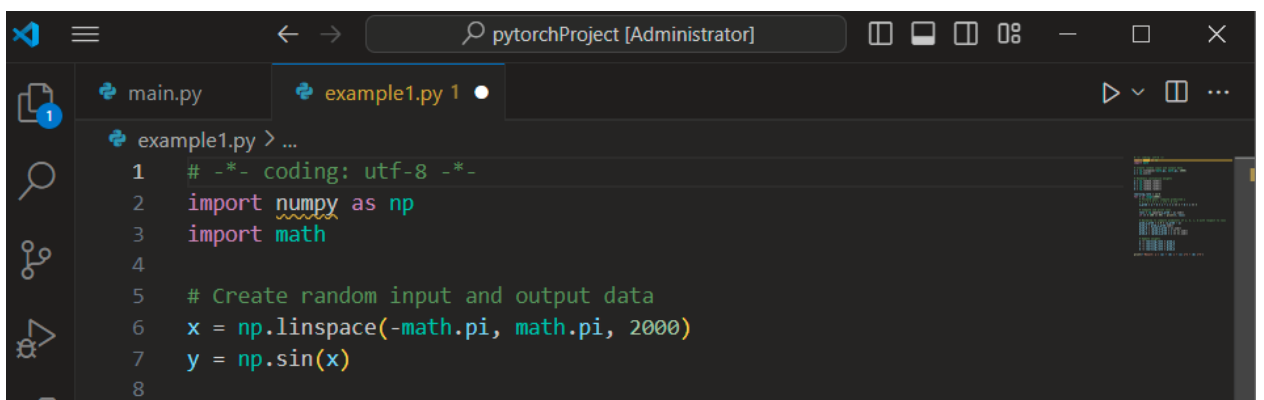 pytorchProject [Administrator]
main.py
example1.py 1
1
example1.py > ...
1 # -*- coding: utf-8 -*-
2 import numpy as np
3 import math
4
5 # Create random input and output data
6 x = np.linspace(-math.pi, math.pi, 2000)
7 y = np.sin(x)
8